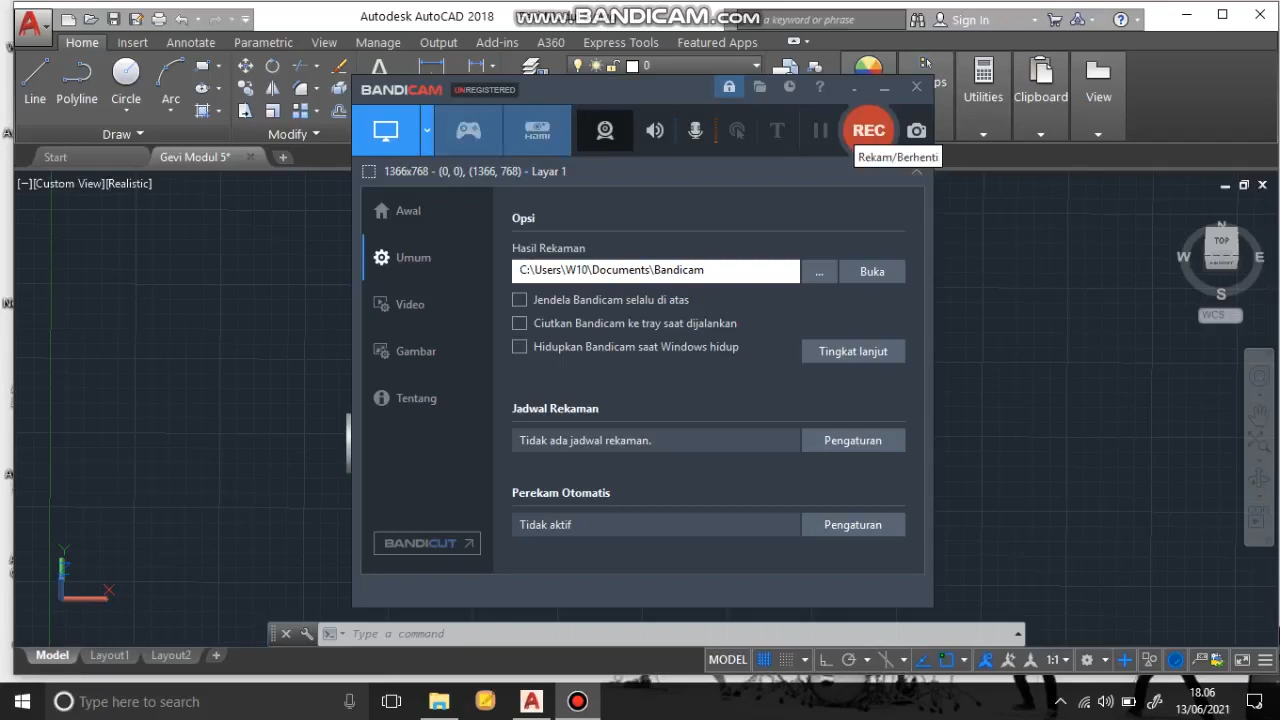 Autodesk AutoCAD 2018
www.BANDICAM.com
a keyword or phrase
Sign In
Home
Insert
Annotate
Parametric
View
Manage
Output
Add-ins
A360
Express Tools
Featured Apps
Line
Polyline
Circle
Arc
0
Utilities
Clipboard
View
Draw
Modify
BANDICAM
UNREGISTERED
HDMI
T
REC
Rekam/Berhenti
Start
Gevi Modul 5*
1366x768 - (0, 0), (1366, 768) - Layar 1
[−][Custom View][Realistic]
Awal
Umum
Video
Gambar
Tentang
BANDICUT
Opsi
Hasil Rekaman
C:\Users\W10\Documents\Bandicam
...
Buka
Jendela Bandicam selalu di atas
Ciutkan Bandicam ke tray saat dijalankan
Hidupkan Bandicam saat Windows hidup
Tingkat lanjut
Jadwal Rekaman
Tidak ada jadwal rekaman.
Pengaturan
Perekam Otomatis
Tidak aktif
Pengaturan
N
W
TOP
E
S
WCS
Y
X
Type a command
Model
Layout1
Layout2
MODEL
1:1
Type here to search
18.06
13/06/2021